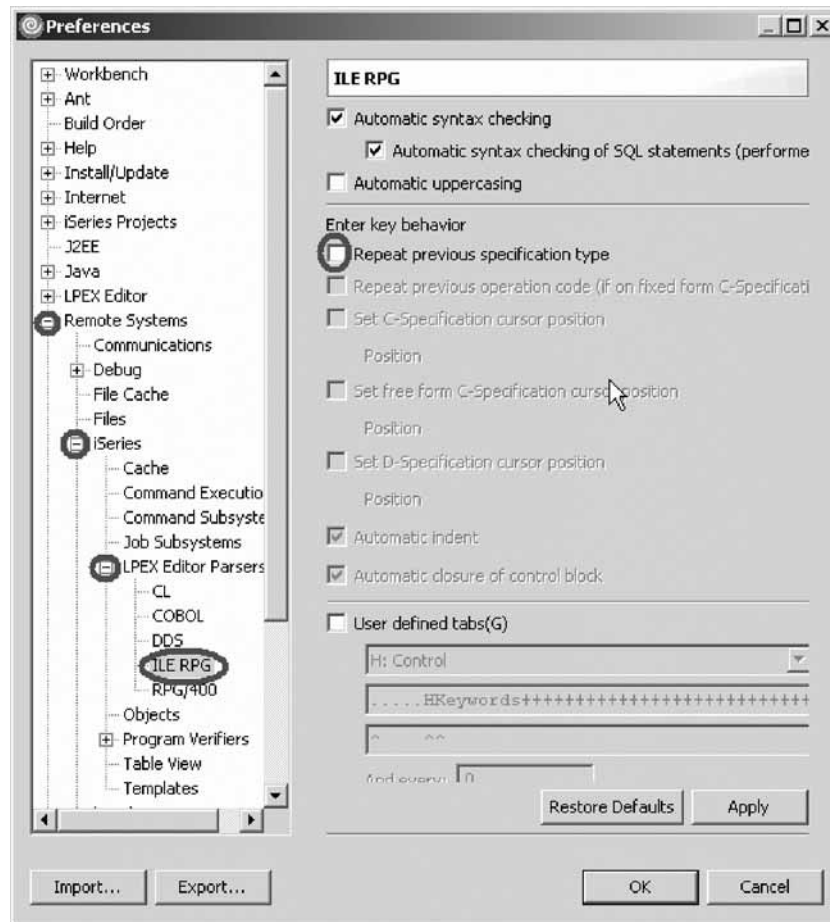 Preferences
Workbench
Ant
Build Order
Help
Install/Update
Internet
iSeries Projects
J2EE
Java
LPEX Editor
Remote Systems
Communications
Debug
File Cache
Files
iSeries
Cache
Command Executio
Command Subsyste
Job Subsystems
LPEX Editor Parsers
CL
COBOL
DDS
ILE RPG
RPG/400
Objects
Program Verifiers
Table View
Templates
ILE RPG
Automatic syntax checking
Automatic syntax checking of SQL statements (performe
Automatic uppercasing
Enter key behavior
Repeat previous specification type
Repeat previous operation code (if on fixed form C-Specificati
Set C-Specification cursor position
Position
Set free form C-Specification cursor position
Position
Set D-Specification cursor position
Position
Automatic indent
Automatic closure of control block
User defined tabs(G)
H: Control
.....HKeywords+++++++++++++++++++++++++++
^    ^^
And every: 0
Restore Defaults Apply
Import... Export... OK Cancel